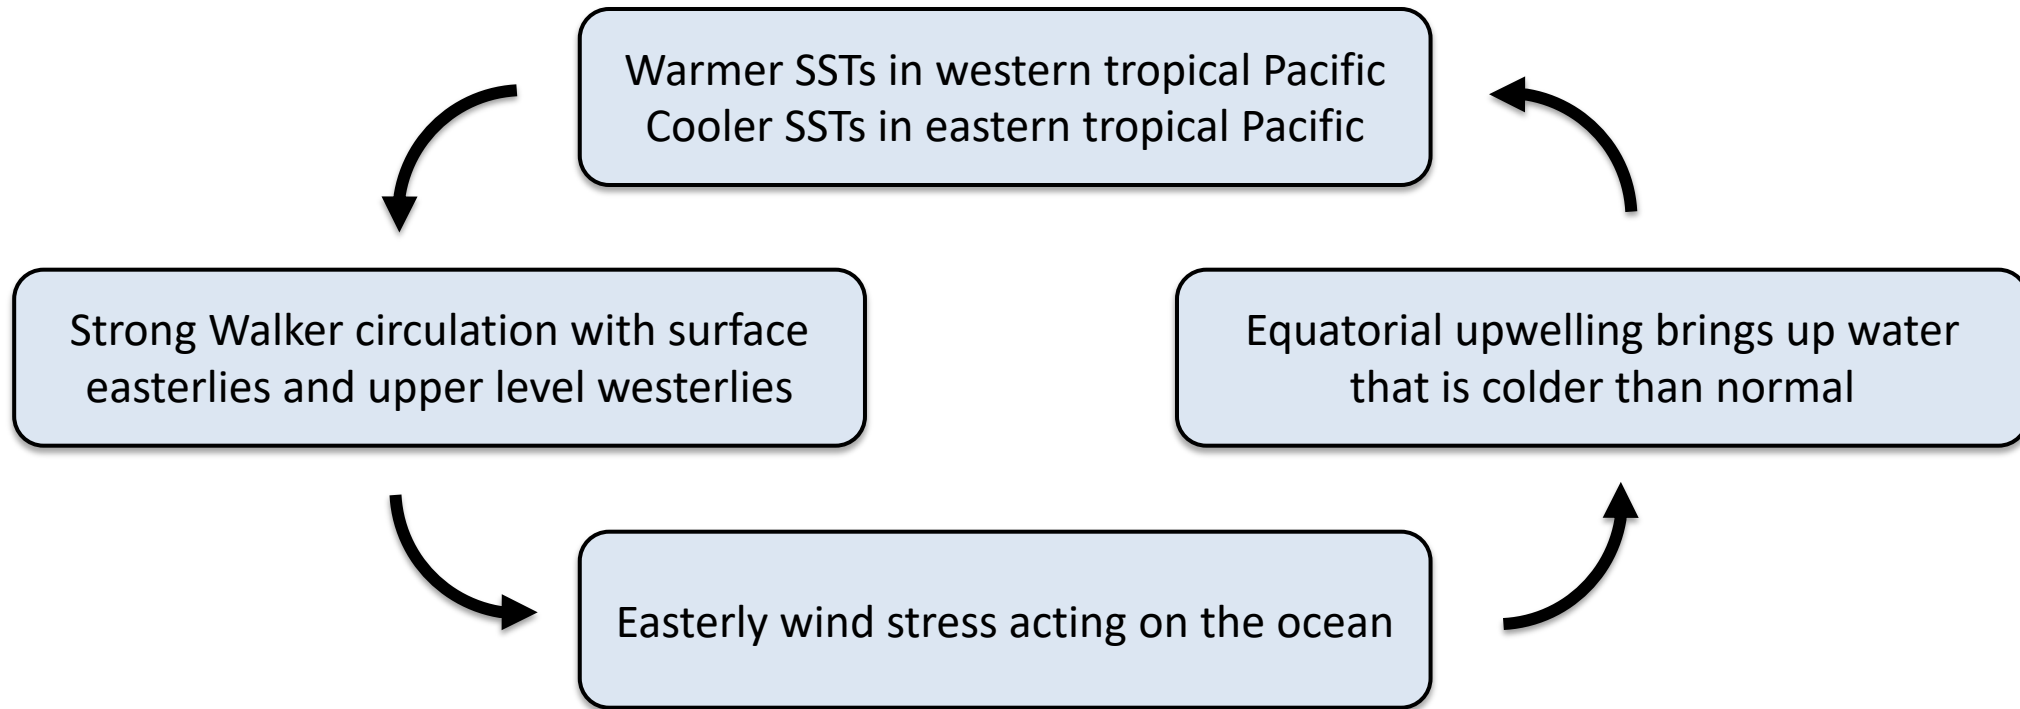 Warmer SSTs in western tropical Pacific
Cooler SSTs in eastern tropical Pacific
Strong Walker circulation with surface
easterlies and upper level westerlies
Equatorial upwelling brings up water
that is colder than normal
Easterly wind stress acting on the ocean